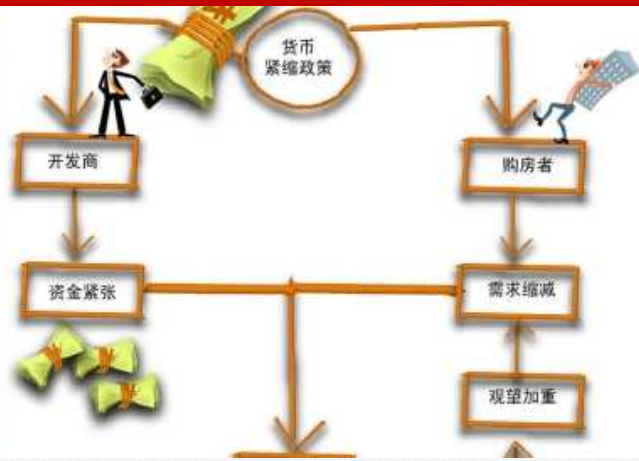 货币
紧缩政策
开发商
购房者
资金紧张
需求缩减
观望加重